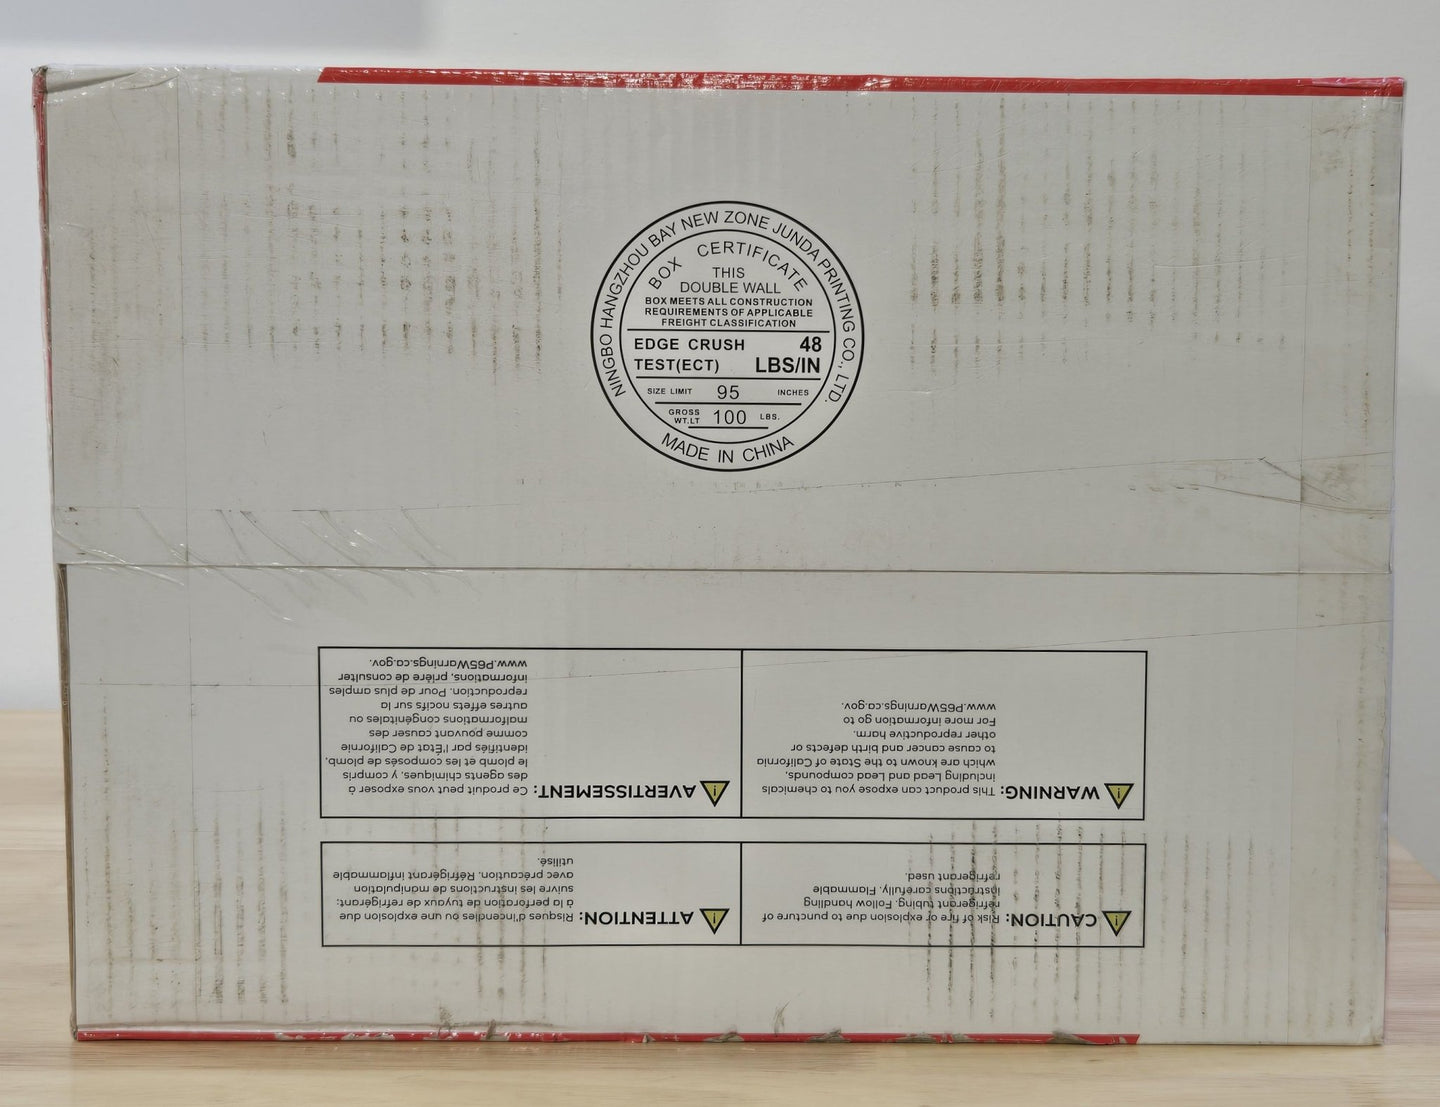 NINGBO HANGZHOU BAY NEW ZONE JUNDA PRINTING CO., LTD.
BOX CERTIFICATE
THIS
DOUBLE WALL
BOX MEETS ALL CONSTRUCTION
REQUIREMENTS OF APPLICABLE
FREIGHT CLASSIFICATION
EDGE CRUSH 48
TEST(ECT) LBS/IN
SIZE LIMIT 95 INCHES
GROSS
WT.LT 100 LBS.
MADE IN CHINA
CAUTION: Risk of fire or explosion due to puncture of
refrigerant tubing. Follow handling
instructions carefully. Flammable
refrigerant used.
ATTENTION: Risques d'incendies ou une explosion due
à la perforation de tuyaux de refrigérant:
suivre les instructions de manipulation
avec précaution. Réfrigérant inflammable
utilisé.
WARNING: This product can expose you to chemicals
including Lead and Lead compounds,
which are known to the State of California
to cause cancer and birth defects or
other reproductive harm.
For more information go to
www.P65Warnings.ca.gov.
AVERTISSEMENT: Ce produit peut vous exposer à
des agents chimiques, y compris
le plomb et les composés de plomb,
identifiés par l'État de Californie
comme pouvant causer des
malformations congénitales ou
autres effets nocifs sur la
reproduction. Pour de plus amples
informations, prière de consulter
www.P65Warnings.ca.gov.